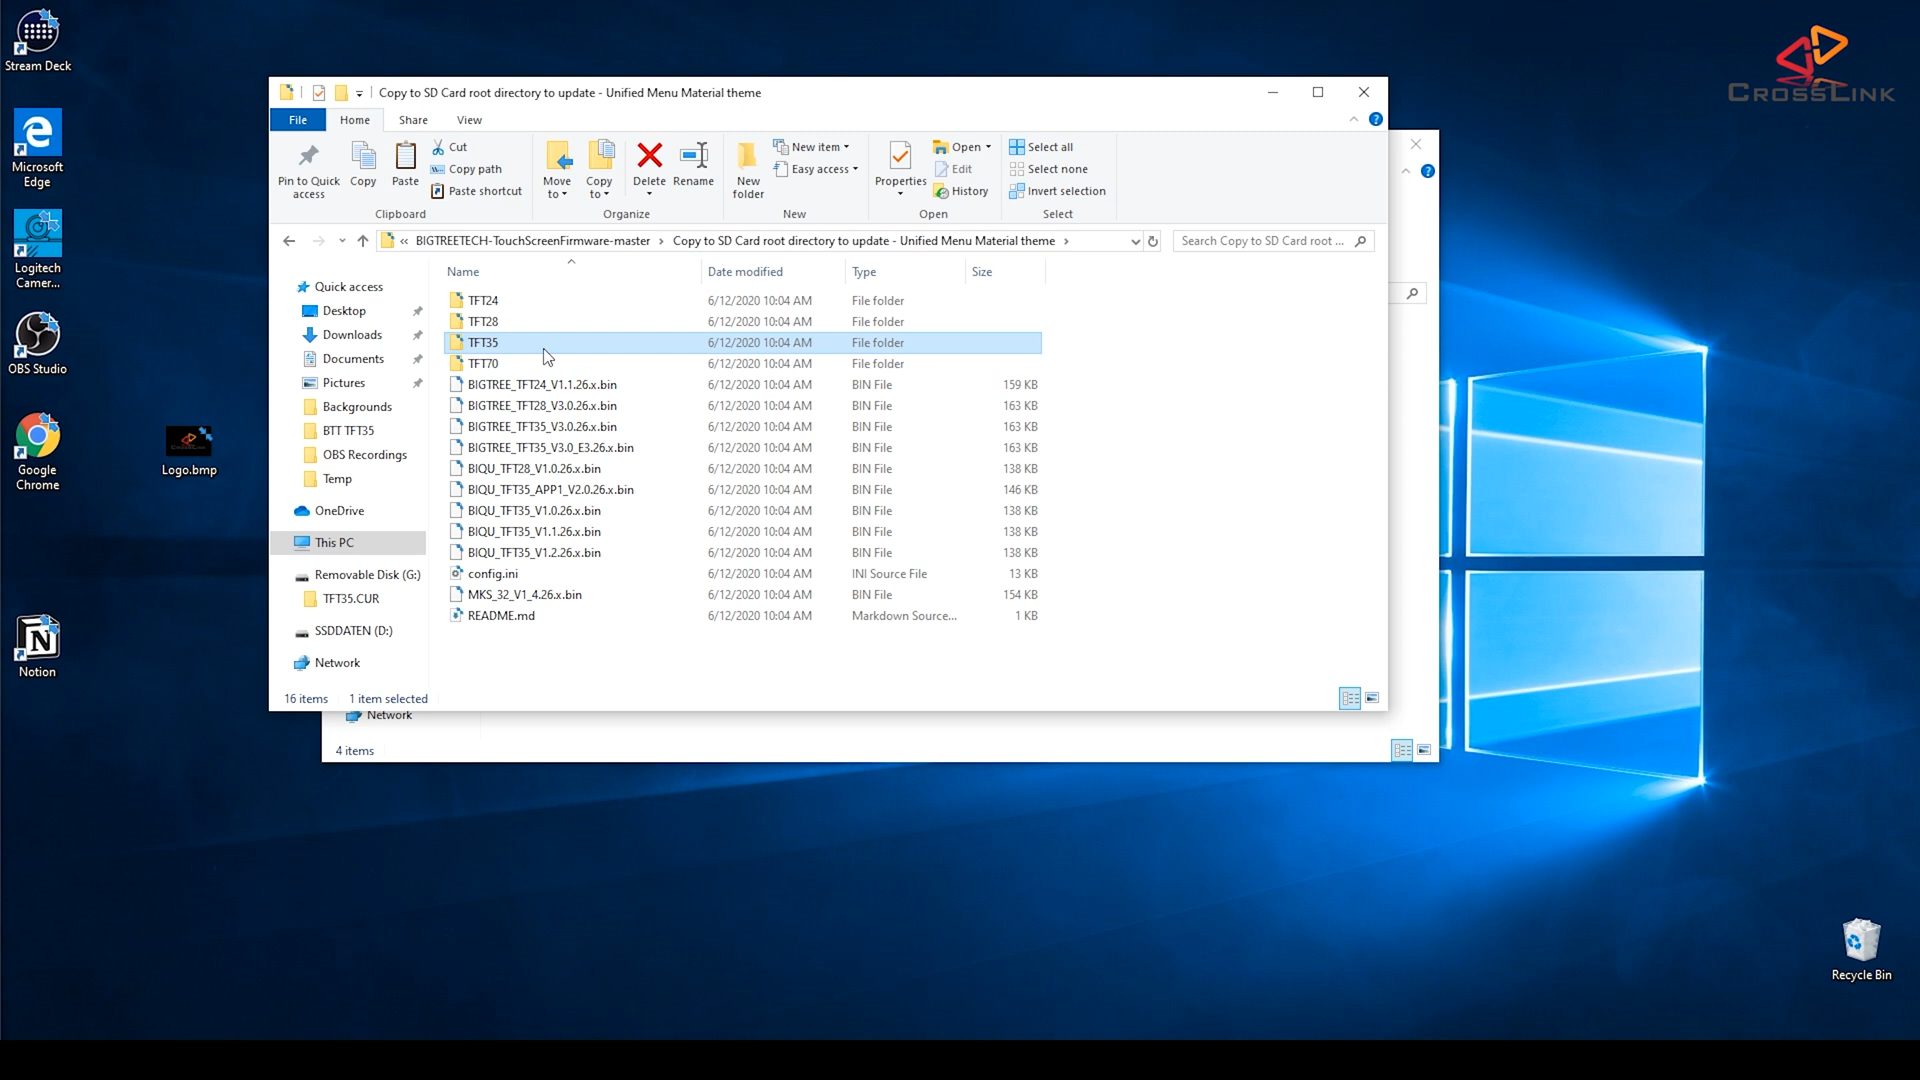 Stream Deck
Microsoft
Edge
Logitech
Camer...
OBS Studio
Google
Chrome
Notion
Logo.bmp
CROSSLINK
Recycle Bin
Copy to SD Card root directory to update - Unified Menu Material theme
File Home Share View
Pin to Quick
access
Copy
Paste
Cut
Copy path
Paste shortcut
Clipboard
Move
to
Copy
to
Delete
Rename
Organize
New
folder
New item
Easy access
New
Properties
Open
Edit
History
Open
Select all
Select none
Invert selection
Select
« BIGTREETECH-TouchScreenFirmware-master › Copy to SD Card root directory to update - Unified Menu Material theme ›
Search Copy to SD Card root ...
Quick access
Desktop
Downloads
Documents
Pictures
Backgrounds
BTT TFT35
OBS Recordings
Temp
OneDrive
This PC
Removable Disk (G:)
TFT35.CUR
SSDDATEN (D:)
Network
Name Date modified Type Size
TFT24 6/12/2020 10:04 AM File folder
TFT28 6/12/2020 10:04 AM File folder
TFT35 6/12/2020 10:04 AM File folder
TFT70 6/12/2020 10:04 AM File folder
BIGTREE_TFT24_V1.1.26.x.bin 6/12/2020 10:04 AM BIN File 159 KB
BIGTREE_TFT28_V3.0.26.x.bin 6/12/2020 10:04 AM BIN File 163 KB
BIGTREE_TFT35_V3.0.26.x.bin 6/12/2020 10:04 AM BIN File 163 KB
BIGTREE_TFT35_V3.0_E3.26.x.bin 6/12/2020 10:04 AM BIN File 163 KB
BIQU_TFT28_V1.0.26.x.bin 6/12/2020 10:04 AM BIN File 138 KB
BIQU_TFT35_APP1_V2.0.26.x.bin 6/12/2020 10:04 AM BIN File 146 KB
BIQU_TFT35_V1.0.26.x.bin 6/12/2020 10:04 AM BIN File 138 KB
BIQU_TFT35_V1.1.26.x.bin 6/12/2020 10:04 AM BIN File 138 KB
BIQU_TFT35_V1.2.26.x.bin 6/12/2020 10:04 AM BIN File 138 KB
config.ini 6/12/2020 10:04 AM INI Source File 13 KB
MKS_32_V1_4.26.x.bin 6/12/2020 10:04 AM BIN File 154 KB
README.md 6/12/2020 10:04 AM Markdown Source... 1 KB
16 items 1 item selected
Network
4 items